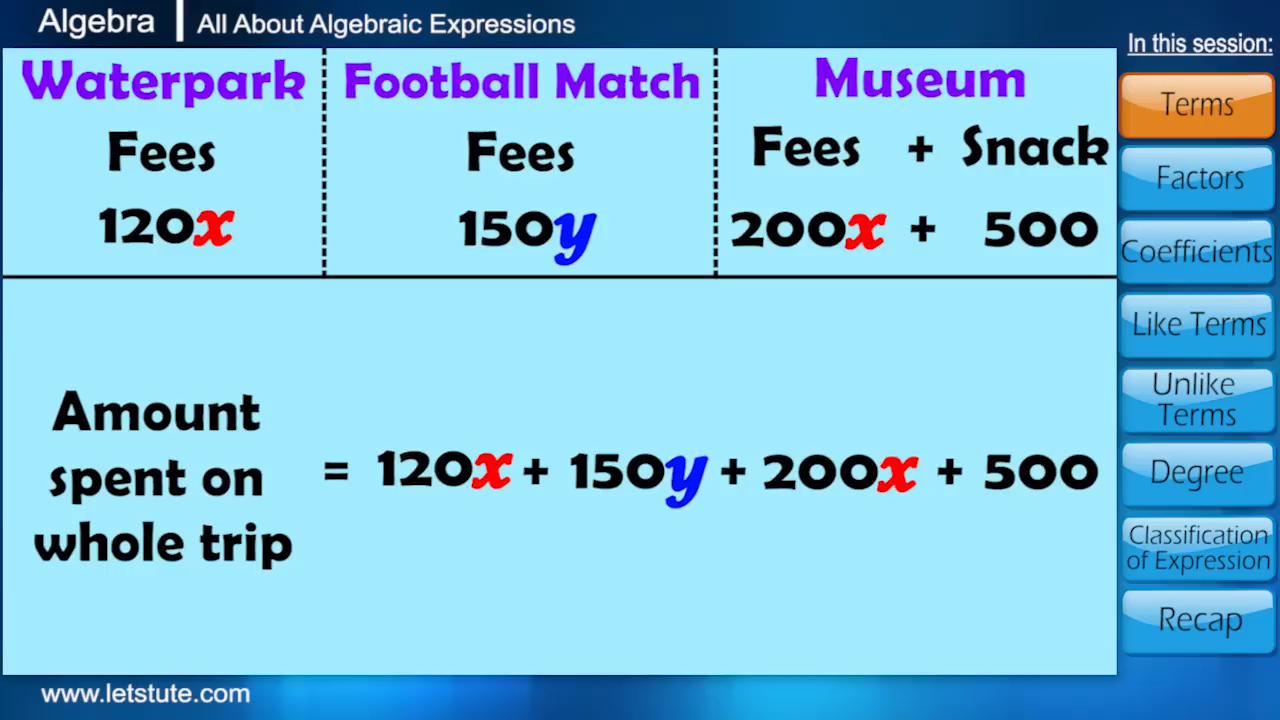 Algebra | All About Algebraic Expressions
In this session:
Waterpark
Fees
120x
Football Match
Fees
150y
Museum
Fees + Snack
200x + 500
Amount
spent on
whole trip
= 120x + 150y + 200x + 500
Terms
Factors
Coefficients
Like Terms
Unlike
Terms
Degree
Classification
of Expression
Recap
www.letstute.com